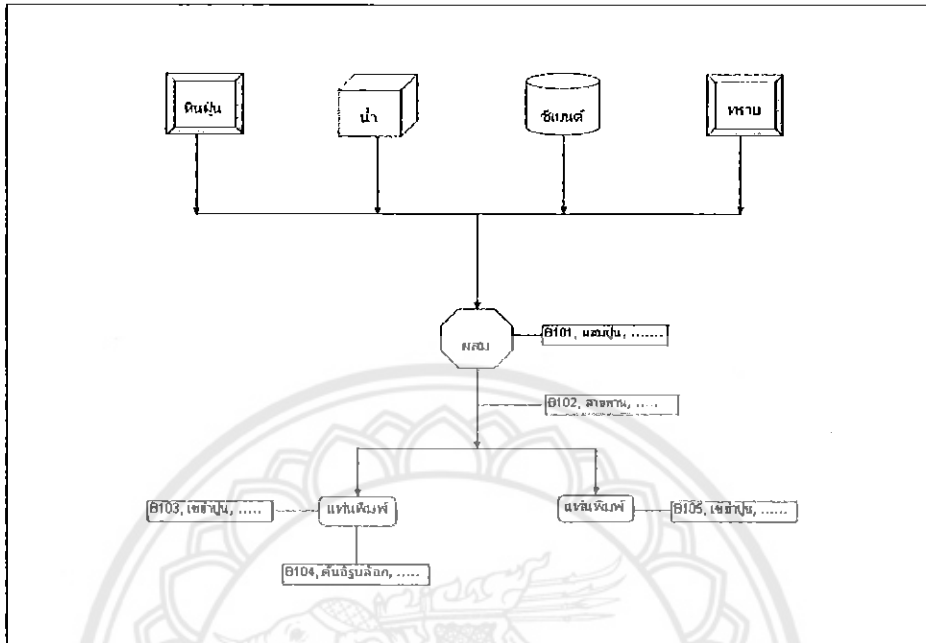 หินฝุ่น
น้ำ
ซีเมนต์
ทราย
ผสม
B101, ผสมปูน, .......
B102, สายพาน, .....
B103, เขย่าปูน, .....
แท่นพิมพ์
แท่นพิมพ์
B105, เขย่าปูน, ......
B104, ดันอิฐบล็อก, .....